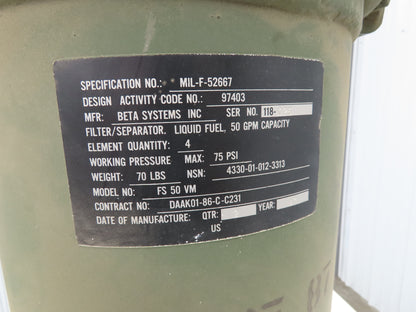 SPECIFICATION NO.: MIL-F-52667
DESIGN ACTIVITY CODE NO.: 97403
MFR: BETA SYSTEMS INC SER NO. 118-
FILTER/SEPARATOR. LIQUID FUEL, 50 GPM CAPACITY
ELEMENT QUANTITY: 4
WORKING PRESSURE MAX: 75 PSI
WEIGHT: 70 LBS NSN: 4330-01-012-3313
MODEL NO: FS 50 VM
CONTRACT NO: DAAK01-86-C-C231
DATE OF MANUFACTURE: QTR: YEAR:
US